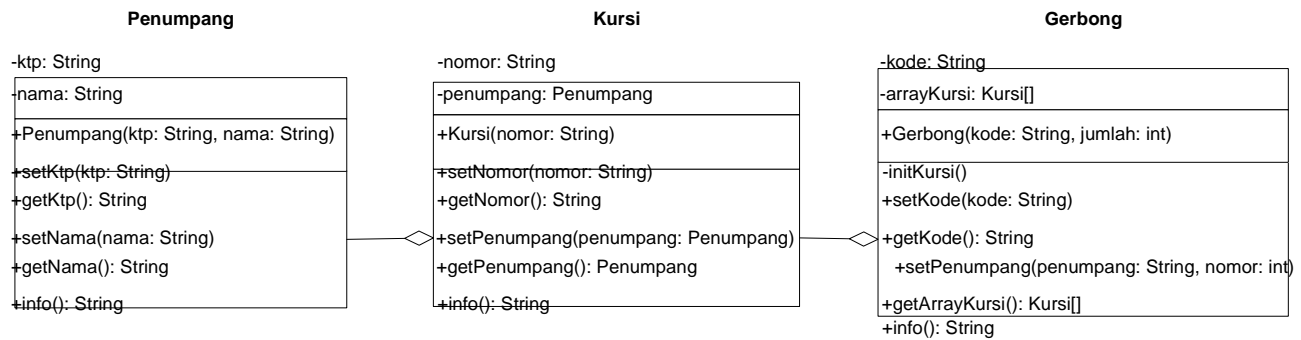 Penumpang
-ktp: String
-nama: String
+Penumpang(ktp: String, nama: String)
+setKtp(ktp: String)
+getKtp(): String
+setNama(nama: String)
+getNama(): String
+info(): String
Kursi
-nomor: String
-penumpang: Penumpang
+Kursi(nomor: String)
+setNomor(nomor: String)
+getNomor(): String
+setPenumpang(penumpang: Penumpang)
+getPenumpang(): Penumpang
+info(): String
Gerbong
-kode: String
-arrayKursi: Kursi[]
+Gerbong(kode: String, jumlah: int)
-initKursi()
+setKode(kode: String)
+getKode(): String
+setPenumpang(penumpang: String, nomor: int)
+getArrayKursi(): Kursi[]
+info(): String